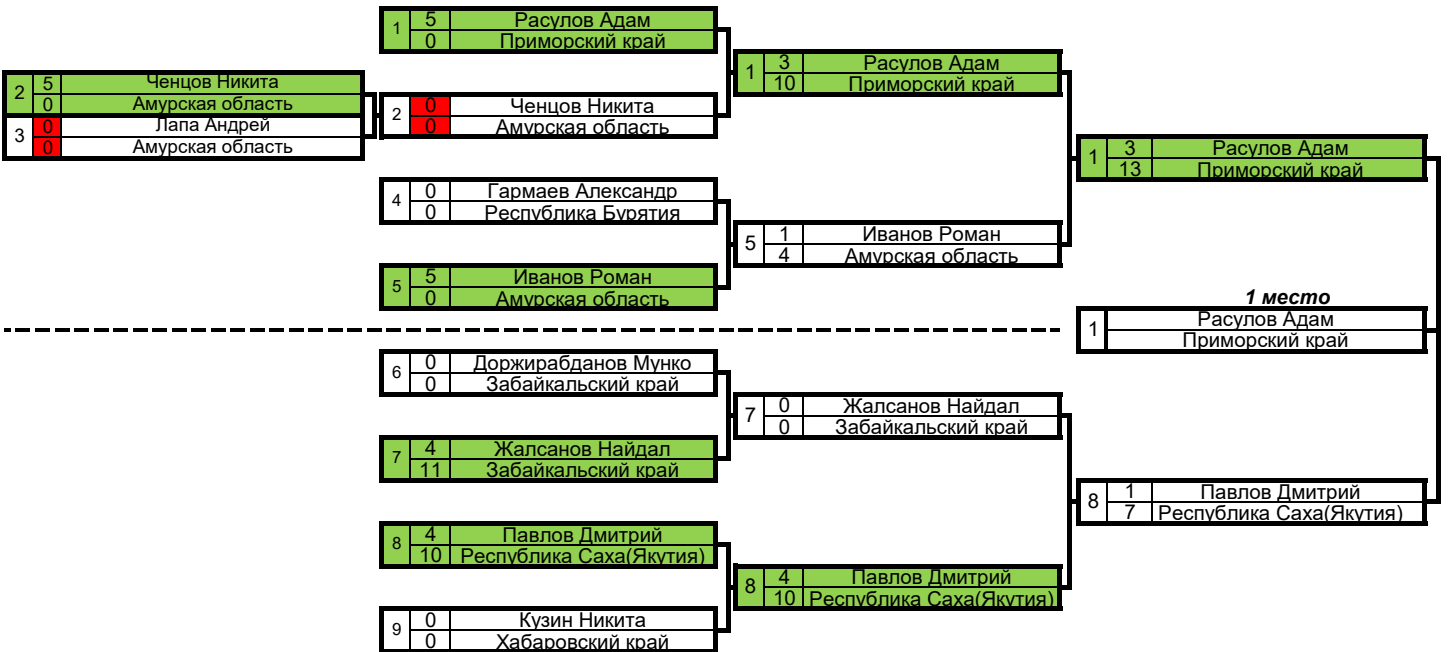 2 5 Ченцов Никита
0 Амурская область
3 0 Лапа Андрей
0 Амурская область
1 5 Расулов Адам
0 Приморский край
2 0 Ченцов Никита
0 Амурская область
4 0 Гармаев Александр
0 Республика Бурятия
5 5 Иванов Роман
0 Амурская область
6 0 Доржирабданов Мунко
0 Забайкальский край
7 4 Жалсанов Найдал
11 Забайкальский край
8 4 Павлов Дмитрий
10 Республика Саха(Якутия)
9 0 Кузин Никита
0 Хабаровский край
1 3 Расулов Адам
10 Приморский край
5 1 Иванов Роман
4 Амурская область
7 0 Жалсанов Найдал
0 Забайкальский край
8 4 Павлов Дмитрий
10 Республика Саха(Якутия)
1 3 Расулов Адам
13 Приморский край
1 место
1 Расулов Адам
Приморский край
8 1 Павлов Дмитрий
7 Республика Саха(Якутия)